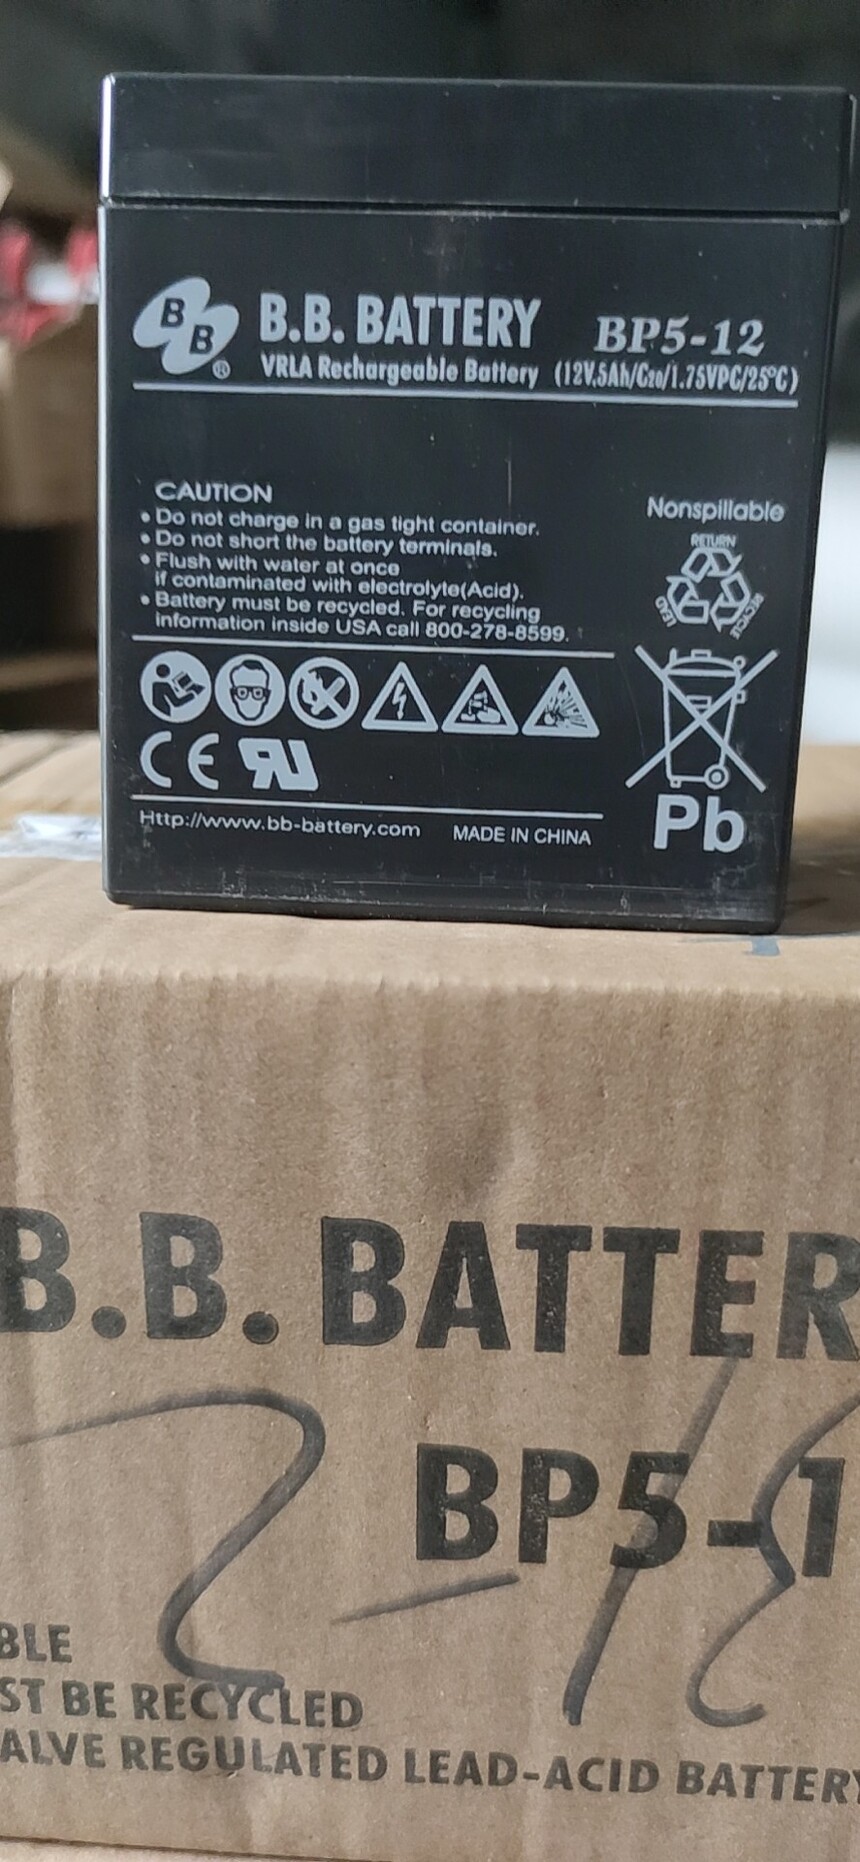 B
B
®
B.B. BATTERY
BP5-12
VRLA Rechargeable Battery (12V,5Ah/C20/1.75VPC/25°C)
CAUTION
• Do not charge in a gas tight container.
• Do not short the battery terminals.
• Flush with water at once
if contaminated with electrolyte(Acid).
• Battery must be recycled. For recycling
information inside USA call 800-278-8599.
Nonspillable
RETURN
LEAD
RECYCLE
CE
Pb
Http://www.bb-battery.com MADE IN CHINA
B.B. BATTER
BP5-1
BLE
ST BE RECYCLED
ALVE REGULATED LEAD-ACID BATTERY